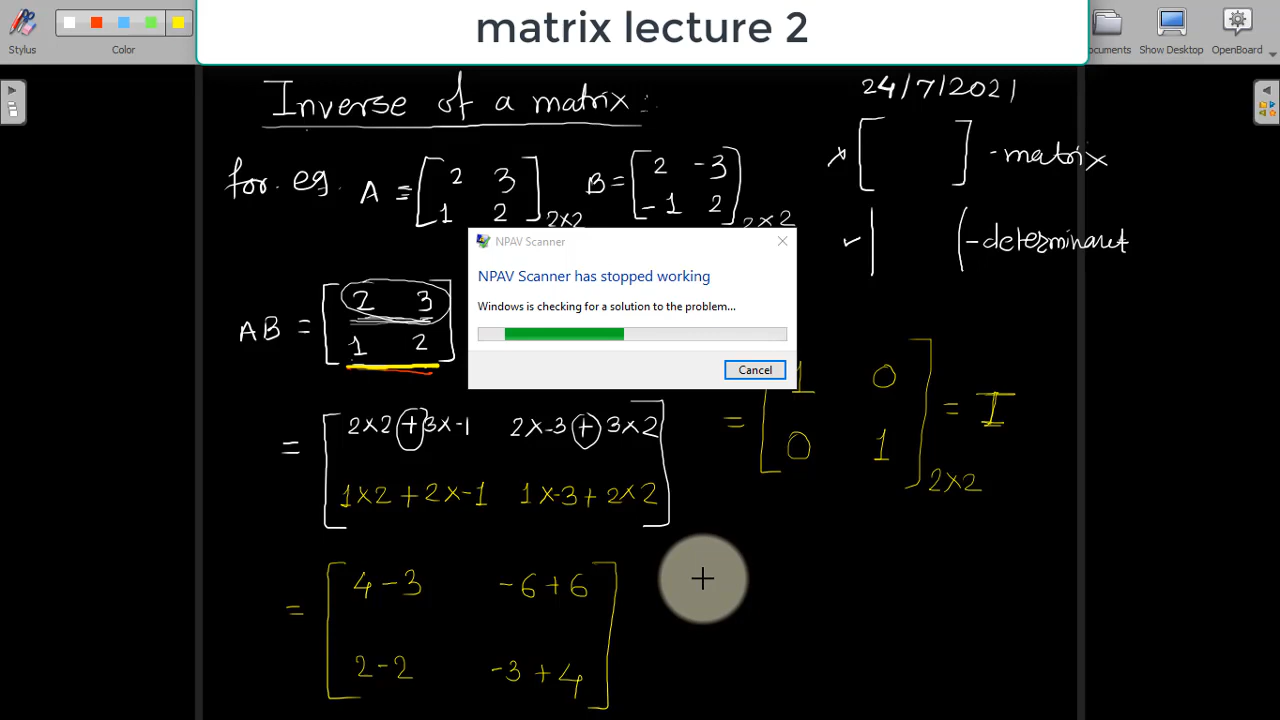 matrix lecture 2
Stylus
Color
Documents
Show Desktop
OpenBoard
Inverse of a matrix :
24/7/2021
for. eg. A = [2 3
1 2]2x2
B = [2 -3
-1 2]2x2
x [ ] - matrix
✓ | | - determinant
NPAV Scanner
NPAV Scanner has stopped working
Windows is checking for a solution to the problem...
Cancel
AB = [2 3
1 2]
= [2x2 + 3x-1 2x-3 + 3x2
1x2 + 2x-1 1x-3 + 2x2]
= [1 0
0 1]2x2 = I
= [4-3 -6+6
2-2 -3+4]